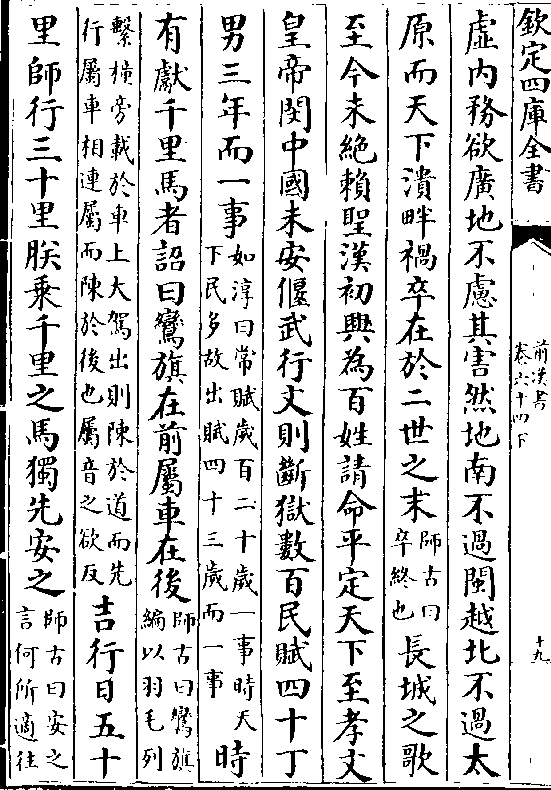 欽定四庫全書
前漢書
卷六十四下
十九
虛內務欲廣地不慮其害然地南不過閩越北不過太
原而天下潰畔禍卒在於二世之末師古曰卒終也長城之歌
至今未絕賴聖漢初興為百姓請命平定天下至孝文
皇帝閔中國未安偃武行文則斷獄數百民賦四十丁
男三年而一事如淳曰常賦歲百二十歲一事時天下民多故出賦四十三歲而一事時
有獻千里馬者詔曰鸞旗在前屬車在後師古曰鸞旗編以羽毛列
繫橦旁載於車上大駕出則陳於道而先行屬車相連屬而陳於後也屬音之欲反吉行日五十
里師行三十里朕乘千里之馬獨先安之師古曰安之言何所適往